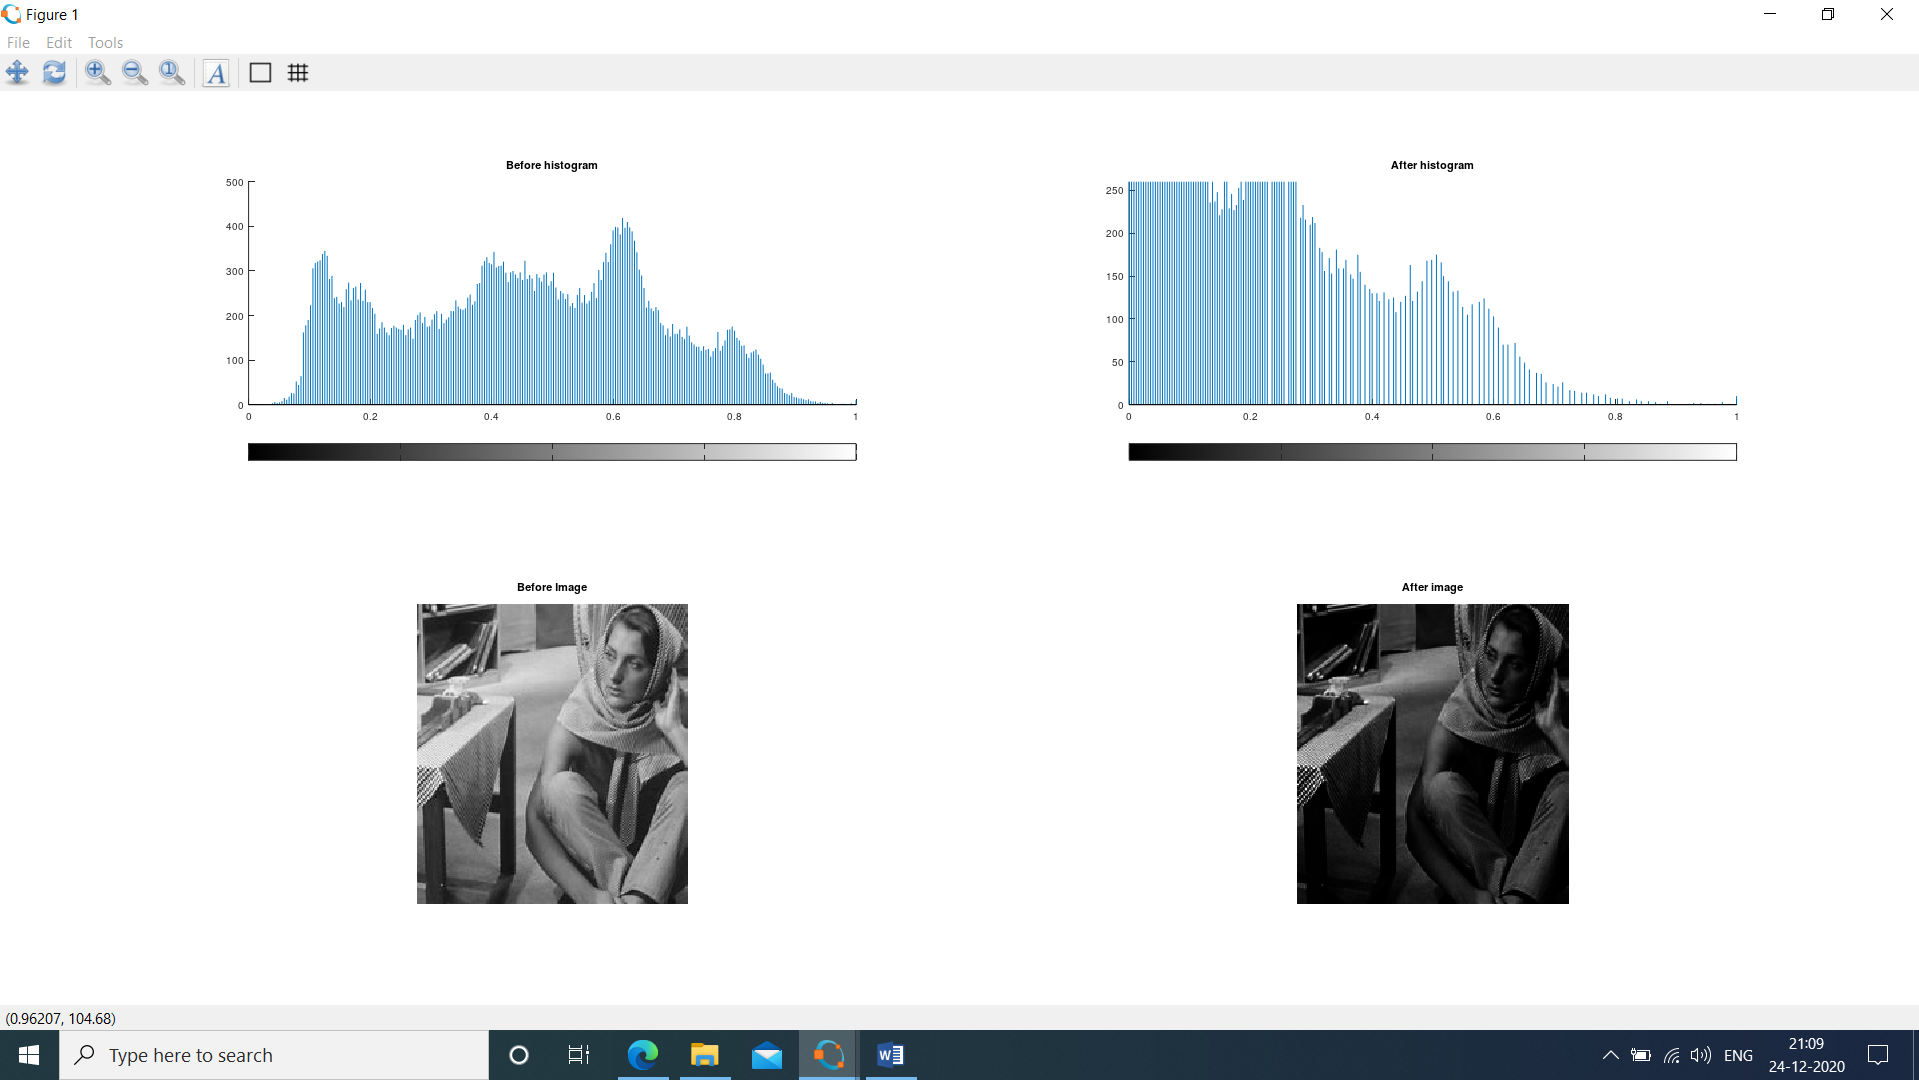 Figure 1
File Edit Tools
A
Before histogram
500
400
300
200
100
0
0 0.2 0.4 0.6 0.8 1
After histogram
250
200
150
100
50
0
0 0.2 0.4 0.6 0.8 1
Before Image
After image
(0.96207, 104.68)
Type here to search
W
ENG
21:09
24-12-2020